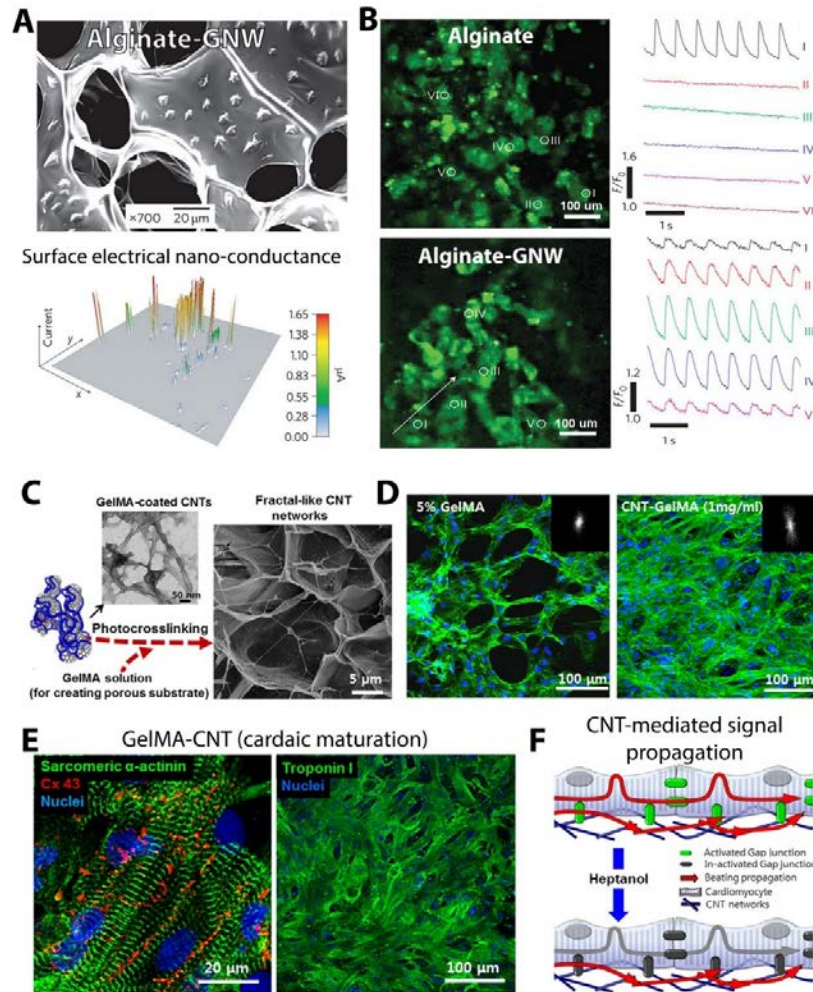 A
Alginate-GNW
×700
20 µm
Surface electrical nano-conductance
Current
y
x
1.65
1.10
0.83
0.55
0.28
0.00
µA
B
Alginate
VI
IV
III
V
II
I
100 um
I
II
III
IV
V
VI
1.6
F/F0
1.0
1 s
Alginate-GNW
IV
III
II
I
V
100 um
I
II
III
IV
V
1.2
F/F0
1.0
1 s
C
GelMA-coated CNTs
50 nm
Fractal-like CNT
networks
Photocrosslinking
GelMA solution
(for creating porous substrate)
5 µm
D
5% GelMA
100 µm
CNT-GelMA (1mg/ml)
100 µm
E
GelMA-CNT (cardiac maturation)
Sarcomeric α-actinin
Cx 43
Nuclei
20 µm
Troponin I
Nuclei
100 µm
F
CNT-mediated signal
propagation
Heptanol
Activated Gap junction
In-activated Gap junction
Beating propagation
Cardiomyocyte
CNT networks